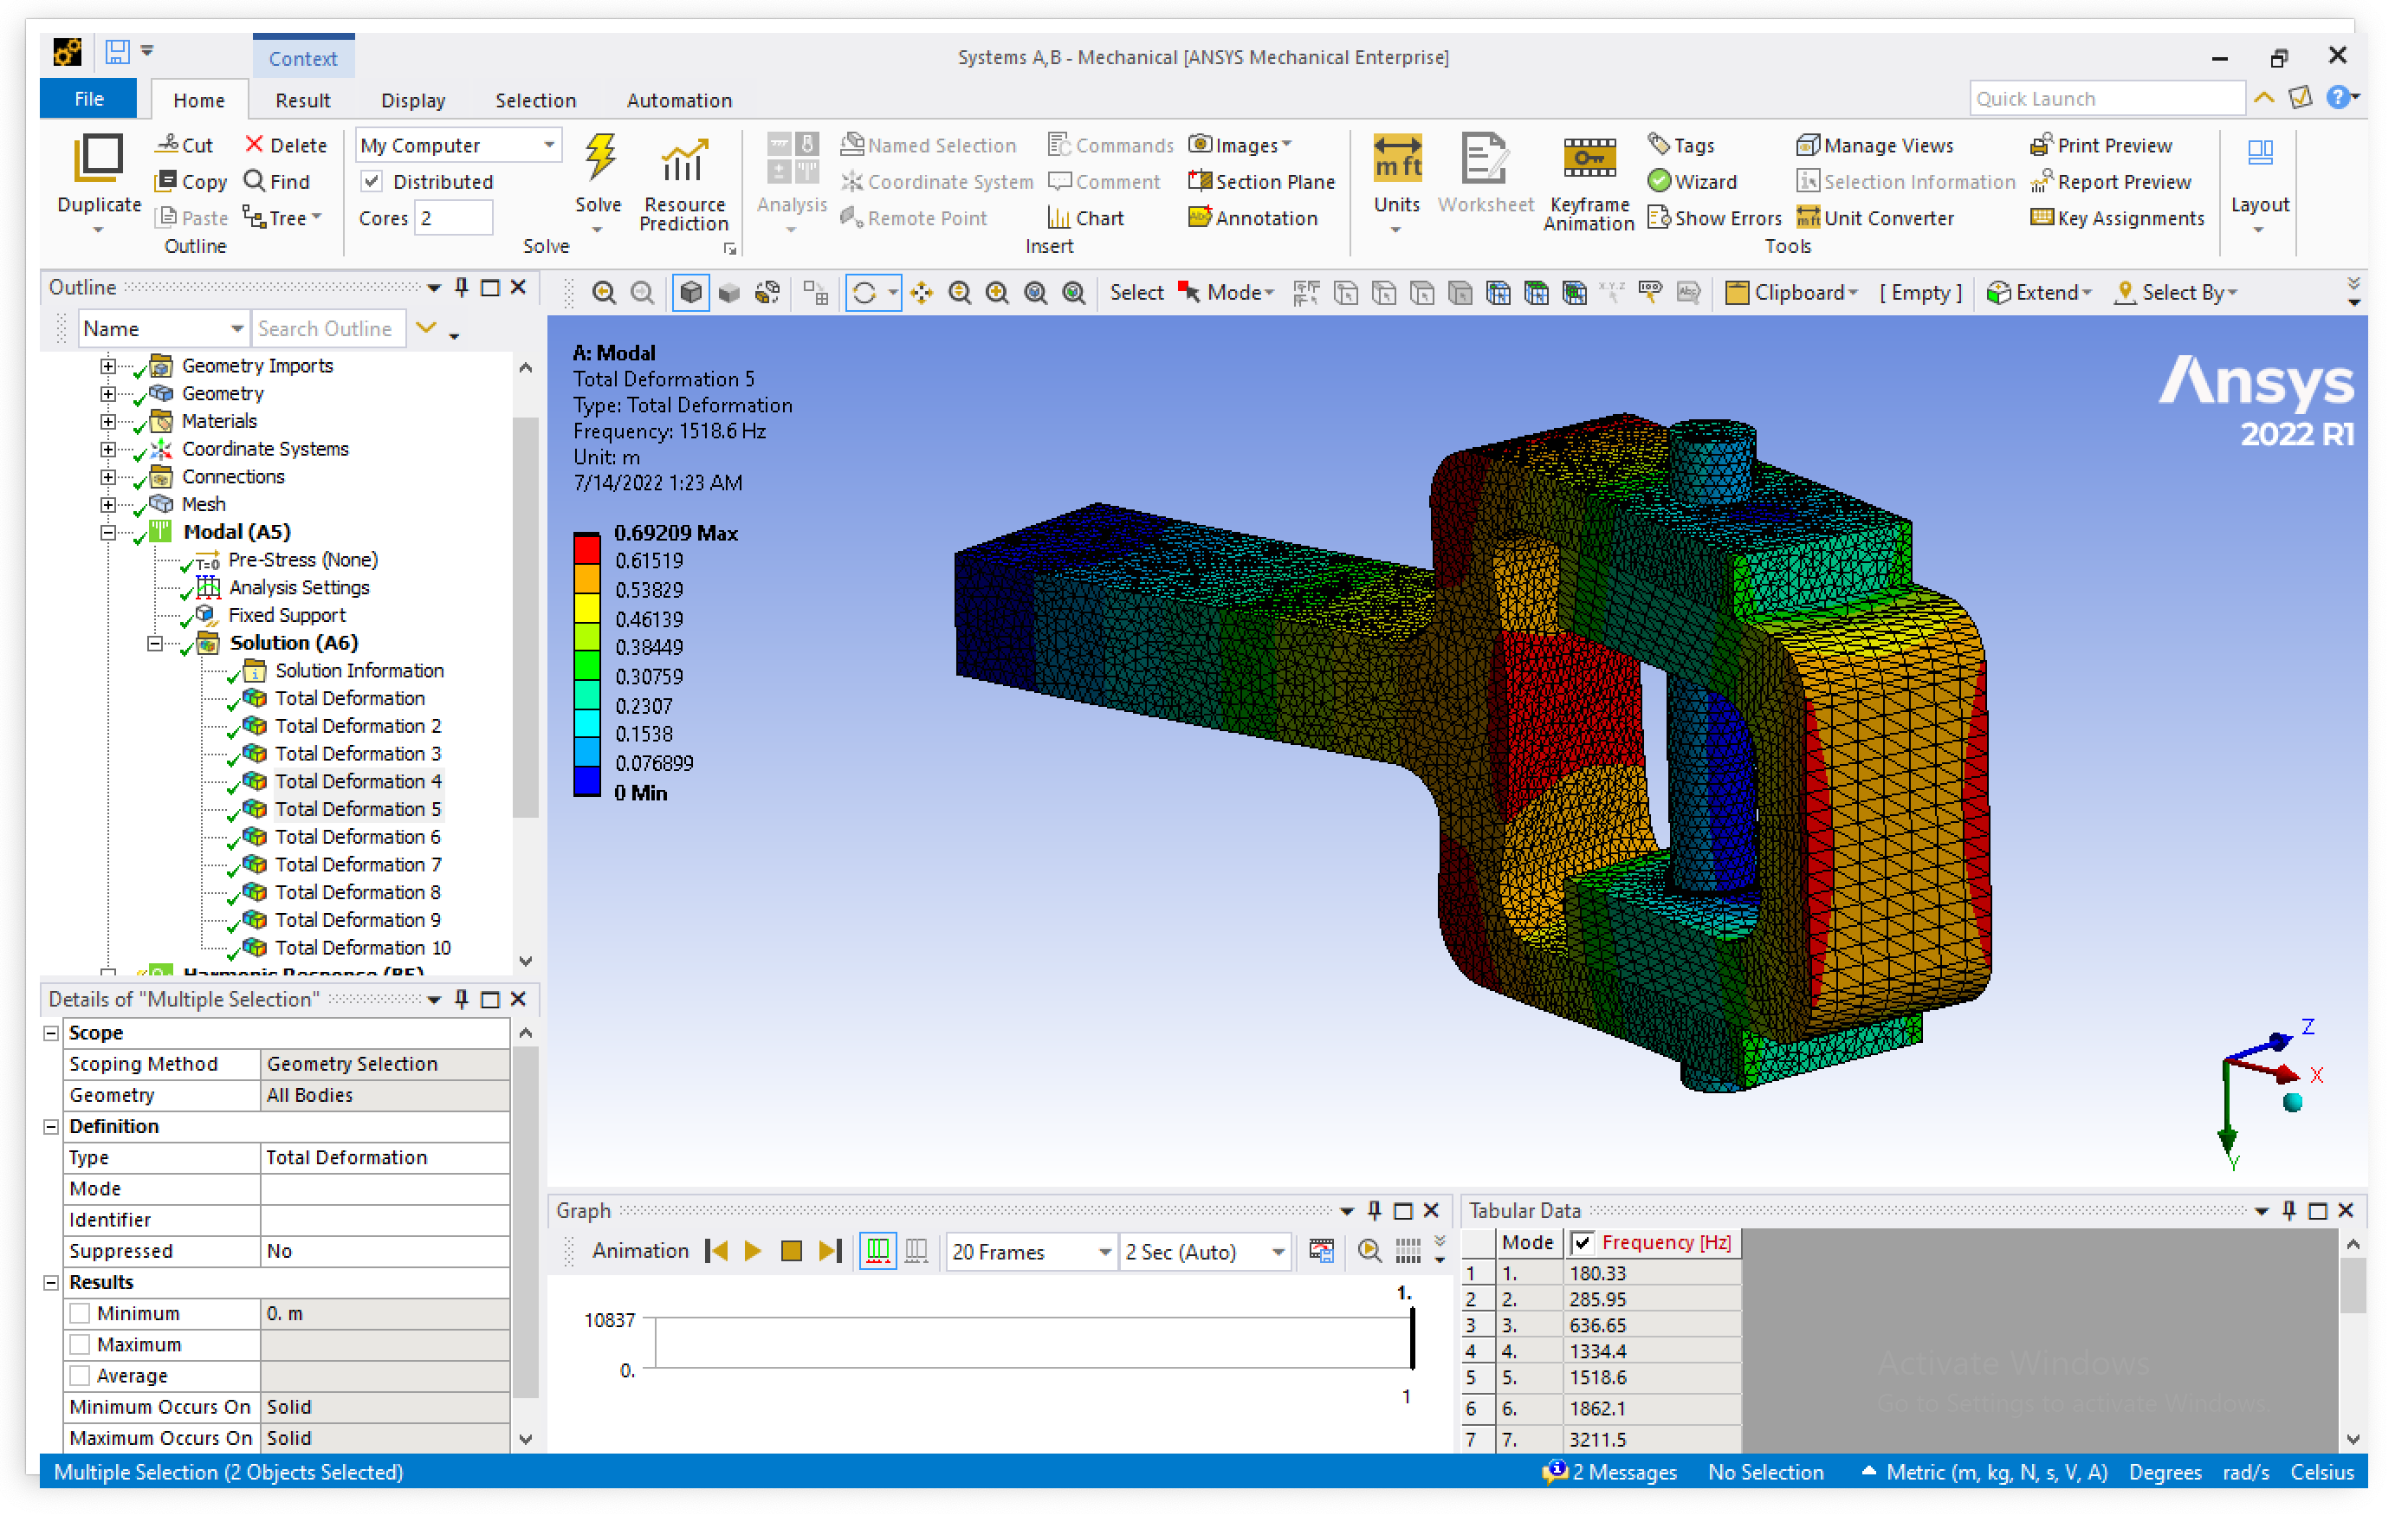 Context
Systems A,B - Mechanical [ANSYS Mechanical Enterprise]
File Home Result Display Selection Automation
Quick Launch
Duplicate
Cut Delete
Copy Find
Paste Tree
Outline
My Computer
Distributed
Cores 2
Solve
Resource Prediction
Solve
Analysis
Named Selection Commands Images
Coordinate System Comment Section Plane
Remote Point Chart Annotation
Insert
Units
Worksheet
Keyframe Animation
Tags Manage Views Print Preview
Wizard Selection Information Report Preview
Show Errors Unit Converter Key Assignments
Tools
Layout
Outline
Name Search Outline
Select Mode Clipboard [ Empty ] Extend Select By
Geometry Imports
Geometry
Materials
Coordinate Systems
Connections
Mesh
Modal (A5)
Pre-Stress (None)
Analysis Settings
Fixed Support
Solution (A6)
Solution Information
Total Deformation
Total Deformation 2
Total Deformation 3
Total Deformation 4
Total Deformation 5
Total Deformation 6
Total Deformation 7
Total Deformation 8
Total Deformation 9
Total Deformation 10
Harmonic Response (B5)
A: Modal
Total Deformation 5
Type: Total Deformation
Frequency: 1518.6 Hz
Unit: m
7/14/2022 1:23 AM
0.69209 Max
0.61519
0.53829
0.46139
0.38449
0.30759
0.2307
0.1538
0.076899
0 Min
Ansys
2022 R1
Z
X
Y
Details of "Multiple Selection"
Scope
Scoping Method Geometry Selection
Geometry All Bodies
Definition
Type Total Deformation
Mode
Identifier
Suppressed No
Results
Minimum 0. m
Maximum
Average
Minimum Occurs On Solid
Maximum Occurs On Solid
Graph
Animation 20 Frames 2 Sec (Auto)
1.
10837
0.
1
Tabular Data
Mode Frequency [Hz]
1 1. 180.33
2 2. 285.95
3 3. 636.65
4 4. 1334.4
5 5. 1518.6
6 6. 1862.1
7 7. 3211.5
Activate Windows
Go to Settings to activate Windows.
Multiple Selection (2 Objects Selected)
2 Messages No Selection Metric (m, kg, N, s, V, A) Degrees rad/s Celsius